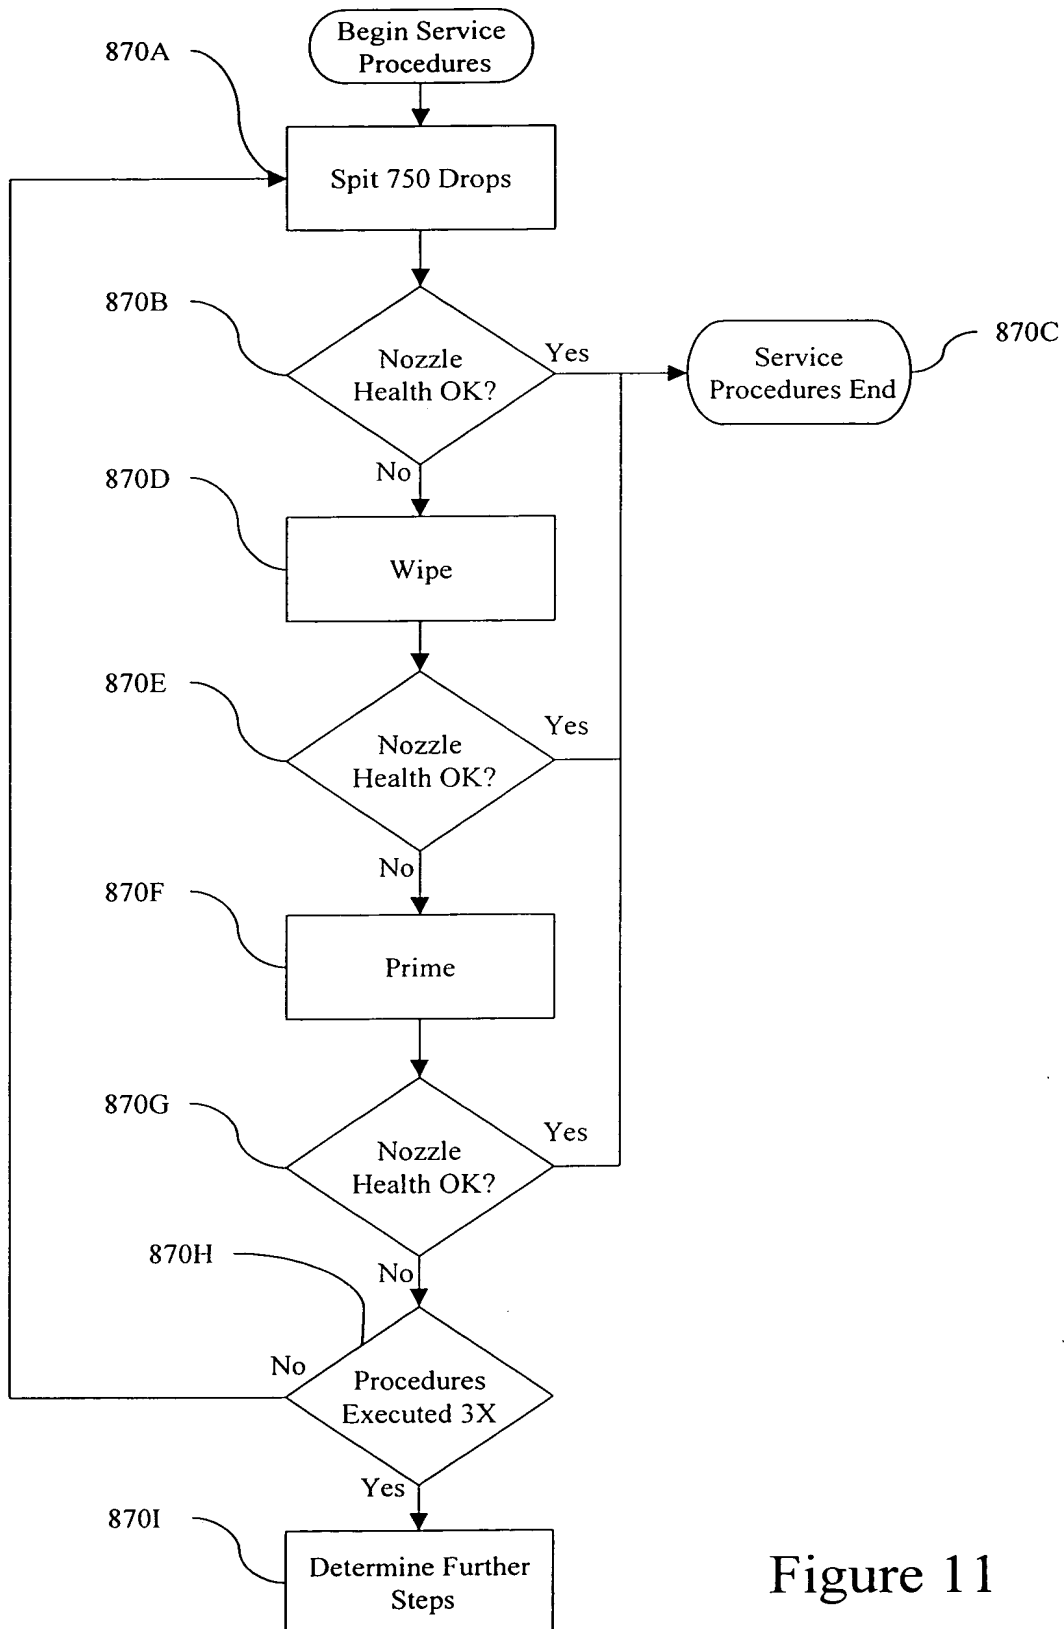 Begin Service
Procedures
870A
Spit 750 Drops
870B
Nozzle
Health OK?
Yes
Service
Procedures End
870C
No
870D
Wipe
870E
Nozzle
Health OK?
Yes
No
870F
Prime
870G
Nozzle
Health OK?
Yes
No
870H
No
Procedures
Executed 3X
Yes
870I
Determine Further
Steps
Figure 11